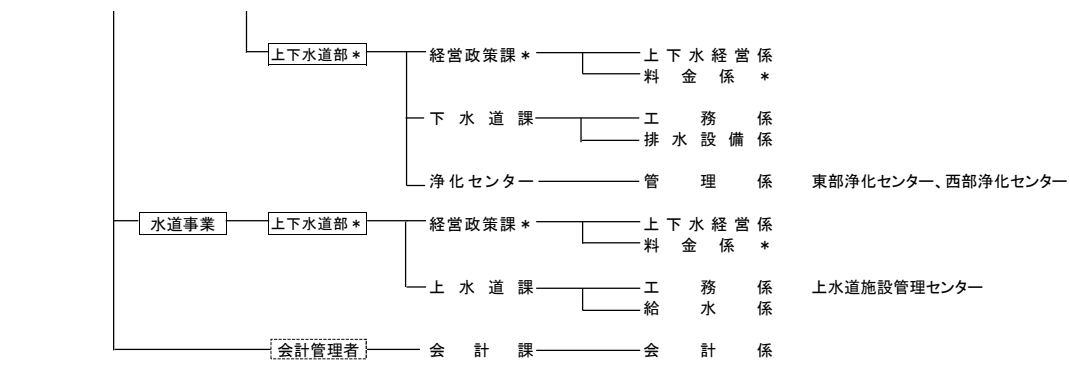 上下水道部＊ 経営政策課＊ 上下水経営係
料金係＊
下水道課 工務係
排水設備係
浄化センター 管理係 東部浄化センター、西部浄化センター
水道事業 上下水道部＊ 経営政策課＊ 上下水経営係
料金係＊
上水道課 工務係 上水道施設管理センター
給水係
会計管理者 会計課 会計係